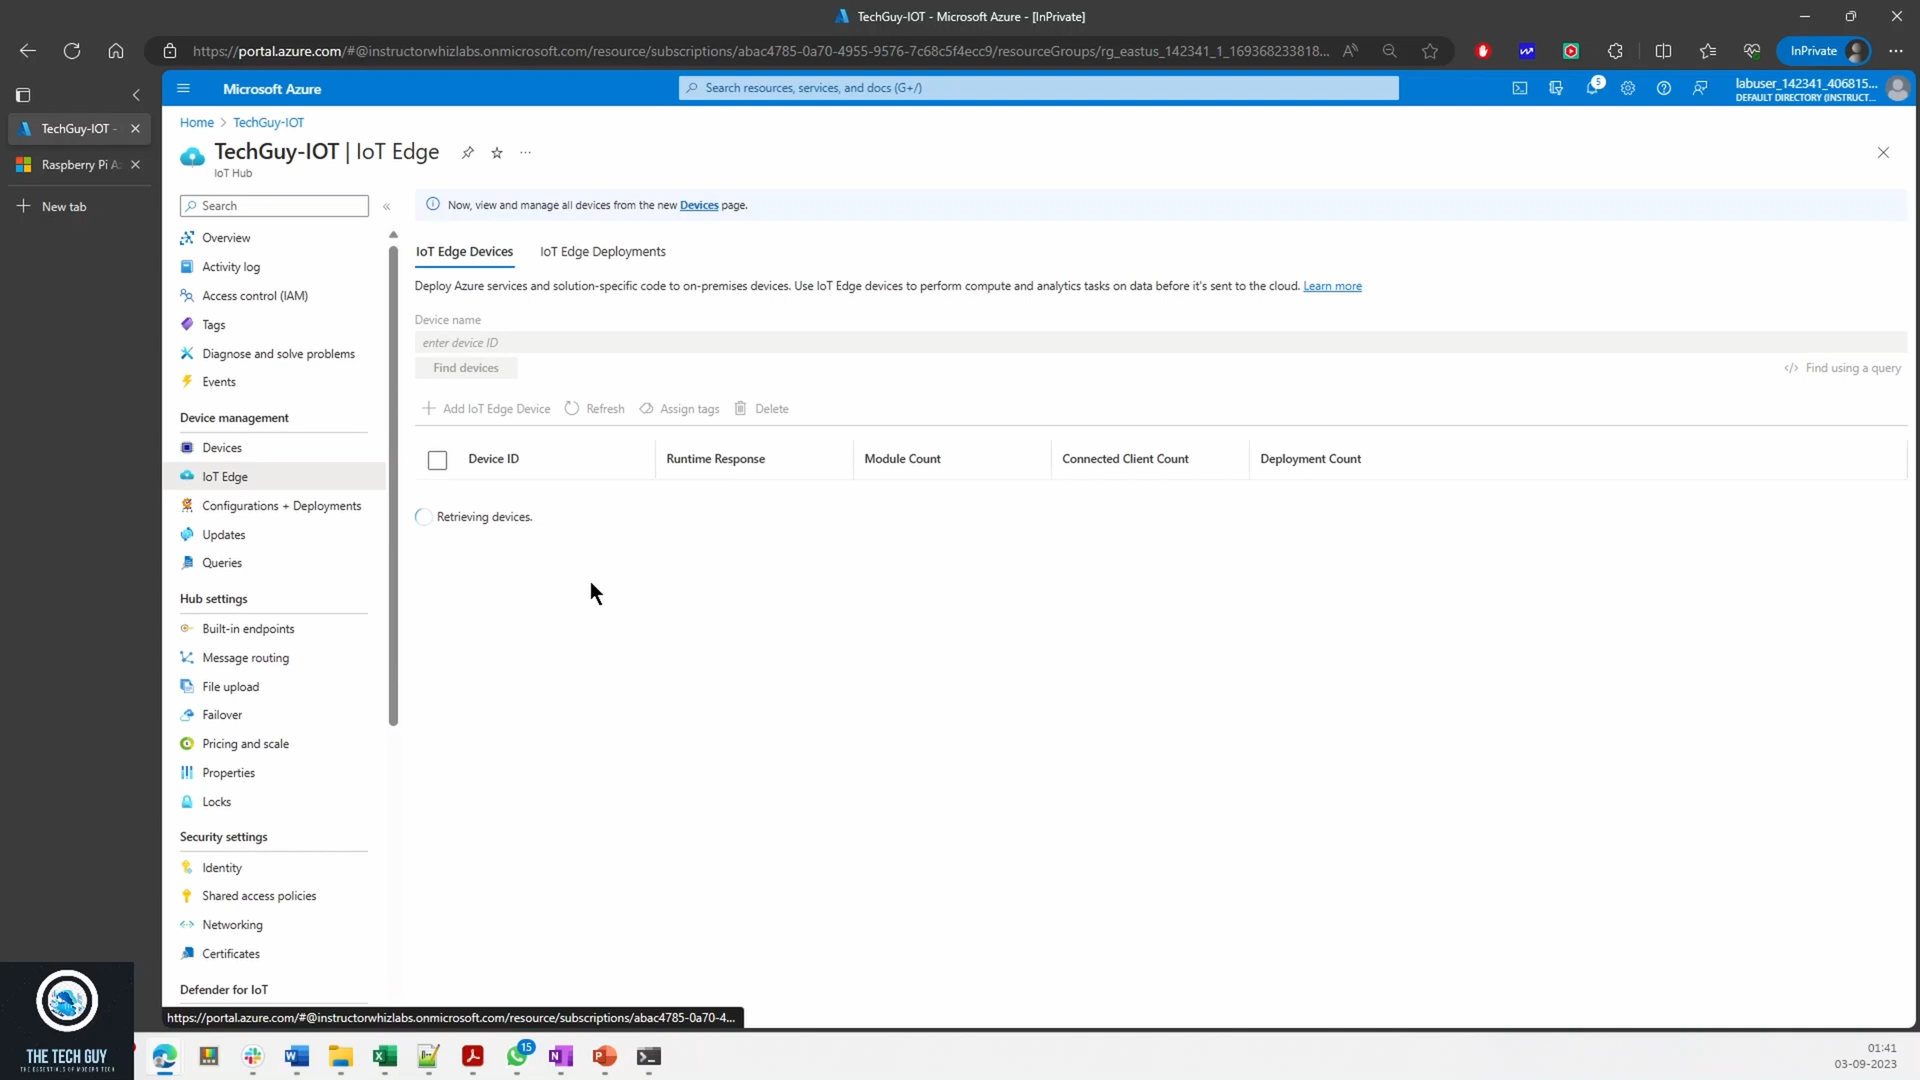 TechGuy-IOT - Microsoft Azure - [InPrivate]
https://portal.azure.com/#@instructorwhizlabs.onmicrosoft.com/resource/subscriptions/abac4785-0a70-4955-9576-7c68c5f4ecc9/resourceGroups/rg_eastus_142341_1_169368233818...
InPrivate
Microsoft Azure
Search resources, services, and docs (G+/)
5
labuser_142341_406815...
DEFAULT DIRECTORY (INSTRUCT...
TechGuy-IOT -
Raspberry Pi A
New tab
Home > TechGuy-IOT
TechGuy-IOT | IoT Edge
IoT Hub
Search
Overview
Activity log
Access control (IAM)
Tags
Diagnose and solve problems
Events
Device management
Devices
IoT Edge
Configurations + Deployments
Updates
Queries
Hub settings
Built-in endpoints
Message routing
File upload
Failover
Pricing and scale
Properties
Locks
Security settings
Identity
Shared access policies
Networking
Certificates
Defender for IoT
Now, view and manage all devices from the new Devices page.
IoT Edge Devices
IoT Edge Deployments
Deploy Azure services and solution-specific code to on-premises devices. Use IoT Edge devices to perform compute and analytics tasks on data before it's sent to the cloud. Learn more
Device name
enter device ID
Find devices
</> Find using a query
Add IoT Edge Device
Refresh
Assign tags
Delete
Device ID
Runtime Response
Module Count
Connected Client Count
Deployment Count
Retrieving devices.
https://portal.azure.com/#@instructorwhizlabs.onmicrosoft.com/resource/subscriptions/abac4785-0a70-4...
THE TECH GUY
THE ESSENTIALS OF MODERN TECH
15
01:41
03-09-2023